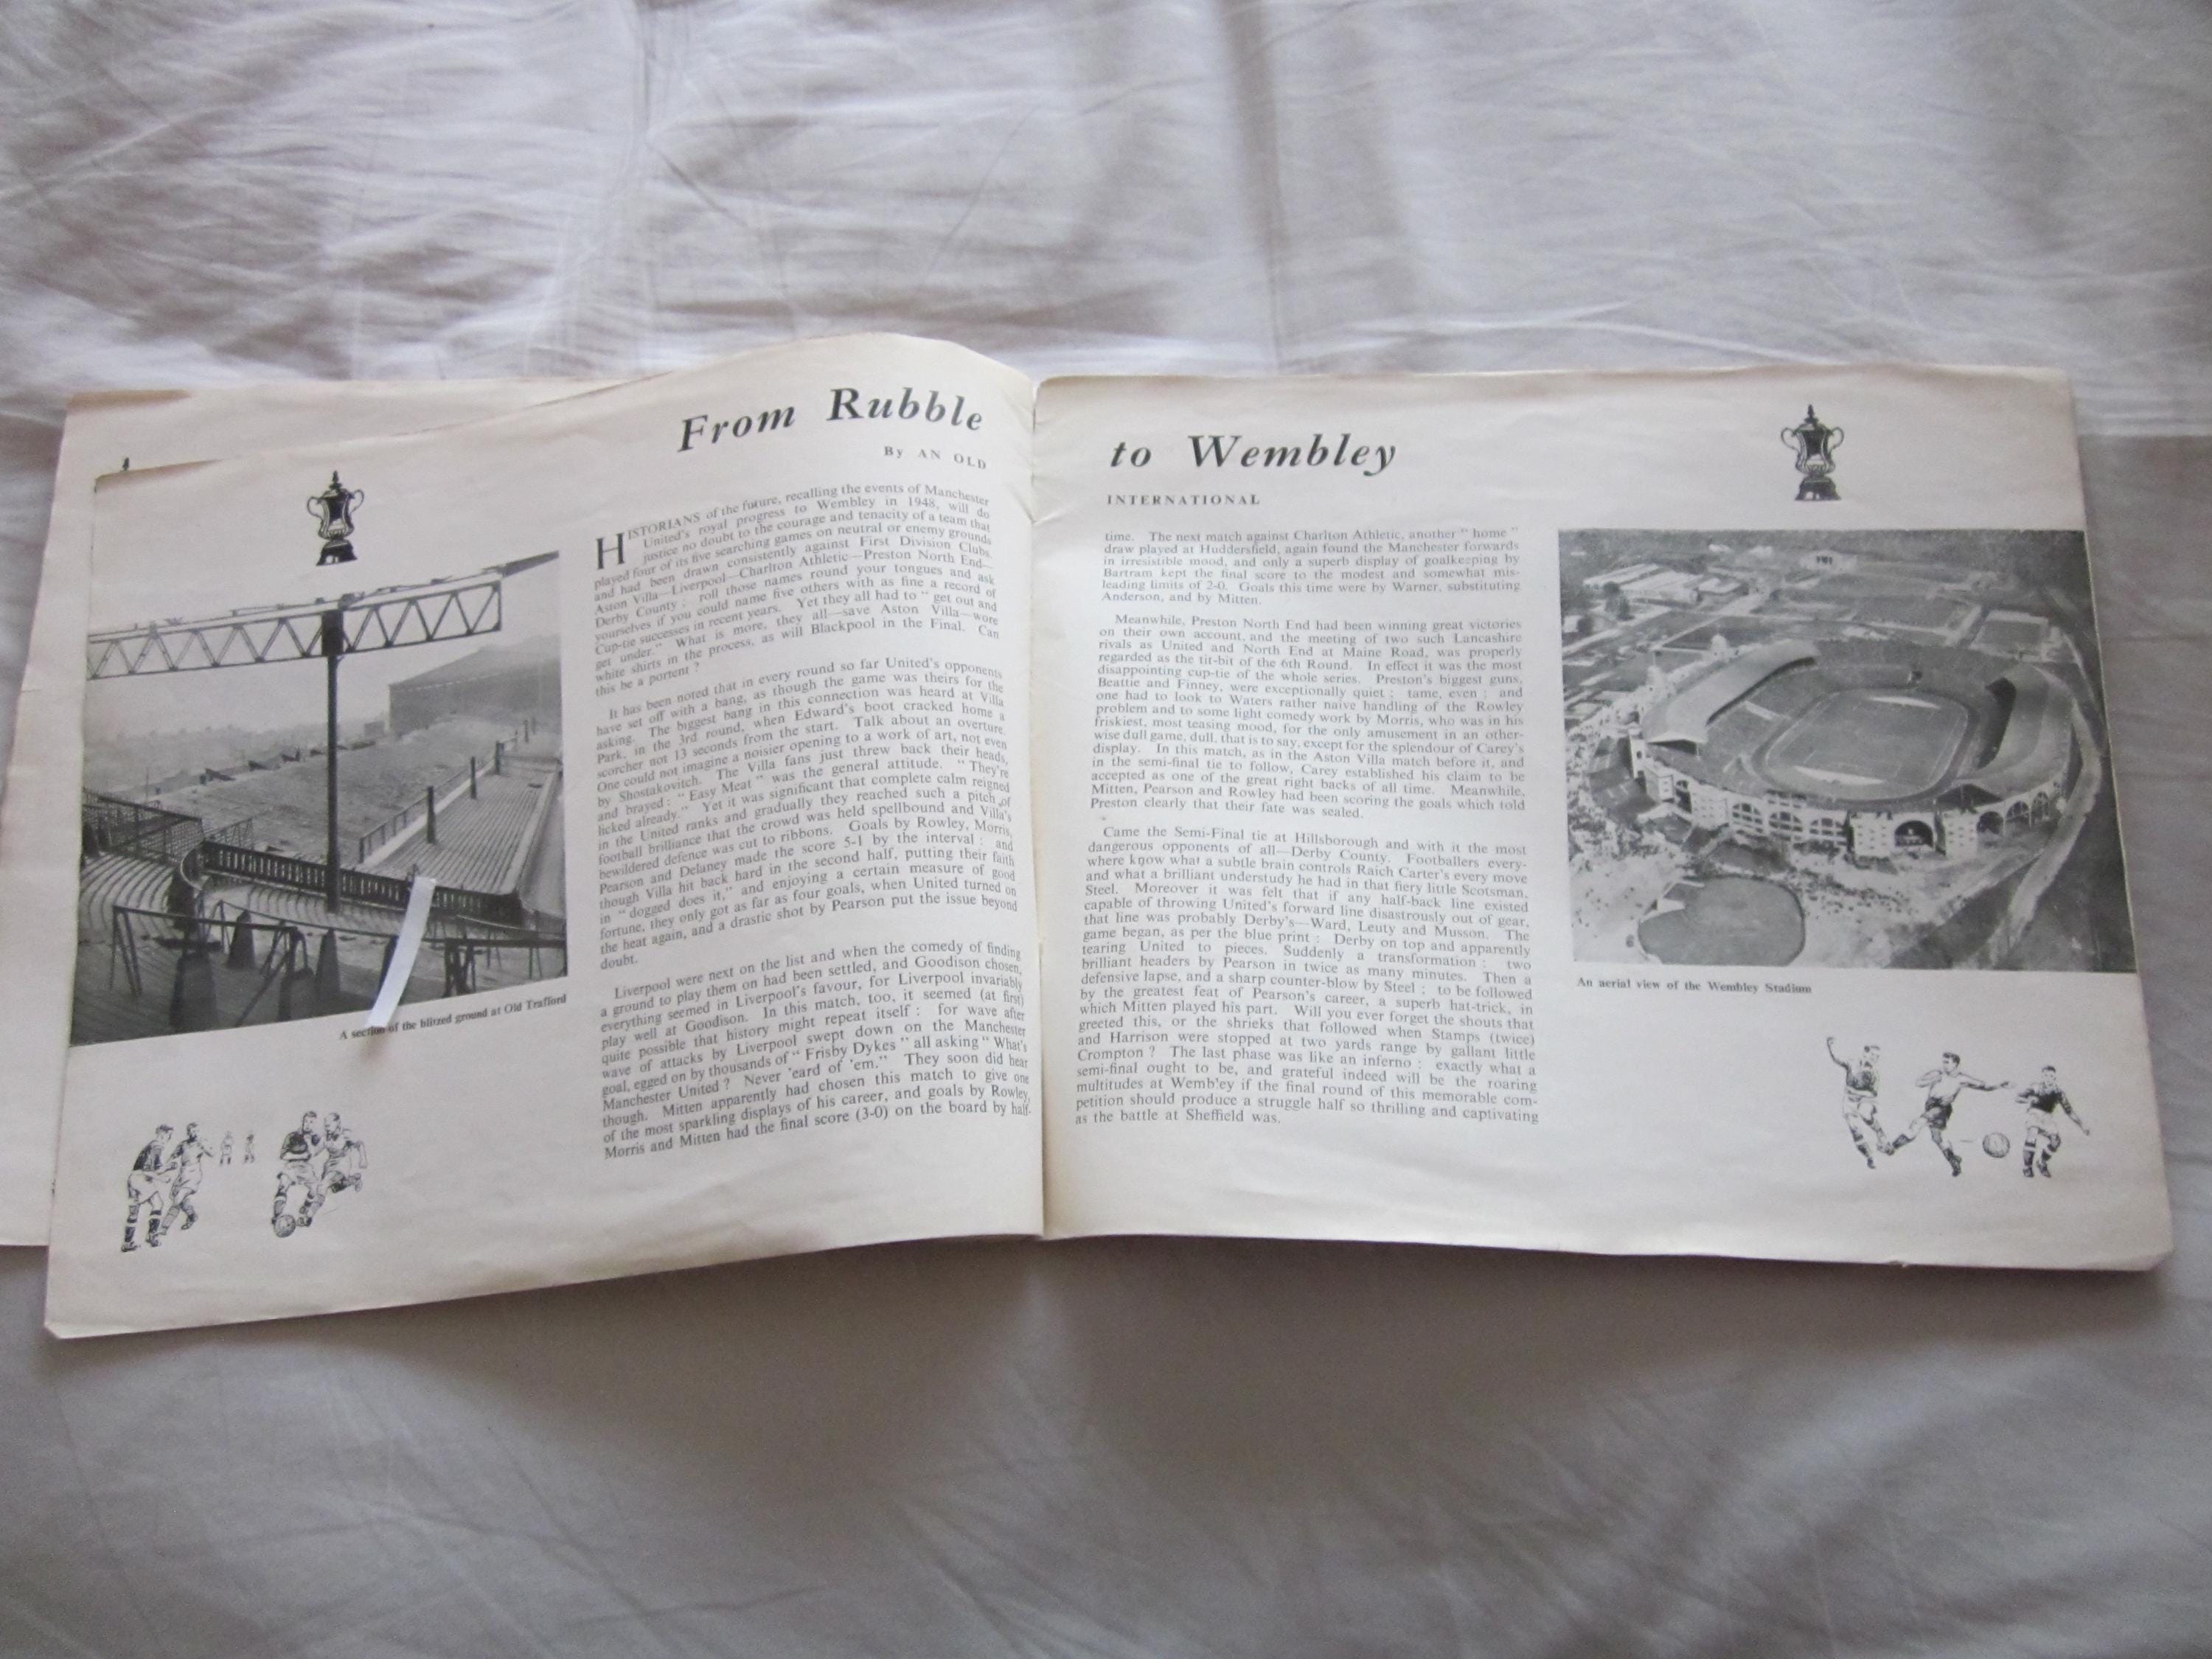 From Rubble
By AN OLD
HISTORIANS of the future, recalling the events of Manchester
United's royal progress to Wembley in 1948, will do
justice no doubt to the courage and tenacity of a team that
played four of its five searching games on neutral or enemy grounds
and had been drawn consistently against First Division Clubs.
Aston Villa—Liverpool—Charlton Athletic—Preston North End—
Derby County : roll those names round your tongues and ask
yourselves if you could name five others with as fine a record of
Cup-tie successes in recent years. Yet they all had to " get out and
get under." What is more, they all—save Aston Villa—wore
white shirts in the process, as will Blackpool in the Final. Can
this be a portent ?
It has been noted that in every round so far United's opponents
have set off with a bang, as though the game was theirs for the
asking. The biggest bang in this connection was heard at Villa
Park, in the 3rd round, when Edward's boot cracked home a
scorcher not 13 seconds from the start. Talk about an overture.
One could not imagine a noisier opening to a work of art, not even
by Shostakovitch. The Villa fans just threw back their heads,
and brayed : " Easy Meat " was the general attitude. " They're
licked already." Yet it was significant that complete calm reigned
in the United ranks and gradually they reached such a pitch of
football brilliance that the crowd was held spellbound and Villa's
bewildered defence was cut to ribbons. Goals by Rowley, Morris,
Pearson and Delaney made the score 5-1 by the interval : and
though Villa hit back hard in the second half, putting their faith
in " dogged does it," and enjoying a certain measure of good
fortune, they only got as far as four goals, when United turned on
the heat again, and a drastic shot by Pearson put the issue beyond
doubt.
Liverpool were next on the list and when the comedy of finding
a ground to play them on had been settled, and Goodison chosen,
everything seemed in Liverpool's favour, for Liverpool invariably
play well at Goodison. In this match, too, it seemed (at first)
quite possible that history might repeat itself : for wave after
wave of attacks by Liverpool swept down on the Manchester
goal, egged on by thousands of " Frisby Dykes " all asking " What's
Manchester United ? Never 'eard of 'em." They soon did hear
though. Mitten apparently had chosen this match to give one
of the most sparkling displays of his career, and goals by Rowley,
Morris and Mitten had the final score (3-0) on the board by half-
A section of the blitzed ground at Old Trafford
to Wembley
INTERNATIONAL
time. The next match against Charlton Athletic, another " home "
draw played at Huddersfield, again found the Manchester forwards
in irresistible mood, and only a superb display of goalkeeping by
Bartram kept the final score to the modest and somewhat mis-
leading limits of 2-0. Goals this time were by Warner, substituting
Anderson, and by Mitten.
Meanwhile, Preston North End had been winning great victories
on their own account, and the meeting of two such Lancashire
rivals as United and North End at Maine Road, was properly
regarded as the tit-bit of the 6th Round. In effect it was the most
disappointing cup-tie of the whole series. Preston's biggest guns,
Beattie and Finney, were exceptionally quiet : tame, even : and
one had to look to Waters rather naive handling of the Rowley
problem and to some light comedy work by Morris, who was in his
friskiest, most teasing mood, for the only amusement in an other-
wise dull game, dull, that is to say, except for the splendour of Carey's
display. In this match, as in the Aston Villa match before it, and
in the semi-final tie to follow, Carey established his claim to be
accepted as one of the great right backs of all time. Meanwhile,
Mitten, Pearson and Rowley had been scoring the goals which told
Preston clearly that their fate was sealed.
Came the Semi-Final tie at Hillsborough and with it the most
dangerous opponents of all—Derby County. Footballers every-
where know what a subtle brain controls Raich Carter's every move
and what a brilliant understudy he had in that fiery little Scotsman,
Steel. Moreover it was felt that if any half-back line existed
capable of throwing United's forward line disastrously out of gear,
that line was probably Derby's—Ward, Leuty and Musson. The
game began, as per the blue print : Derby on top and apparently
tearing United to pieces. Suddenly a transformation : two
brilliant headers by Pearson in twice as many minutes. Then a
defensive lapse, and a sharp counter-blow by Steel : to be followed
by the greatest feat of Pearson's career, a superb hat-trick, in
which Mitten played his part. Will you ever forget the shouts that
greeted this, or the shrieks that followed when Stamps (twice)
and Harrison were stopped at two yards range by gallant little
Crompton ? The last phase was like an inferno : exactly what a
semi-final ought to be, and grateful indeed will be the roaring
multitudes at Wembley if the final round of this memorable com-
petition should produce a struggle half so thrilling and captivating
as the battle at Sheffield was.
An aerial view of the Wembley Stadium